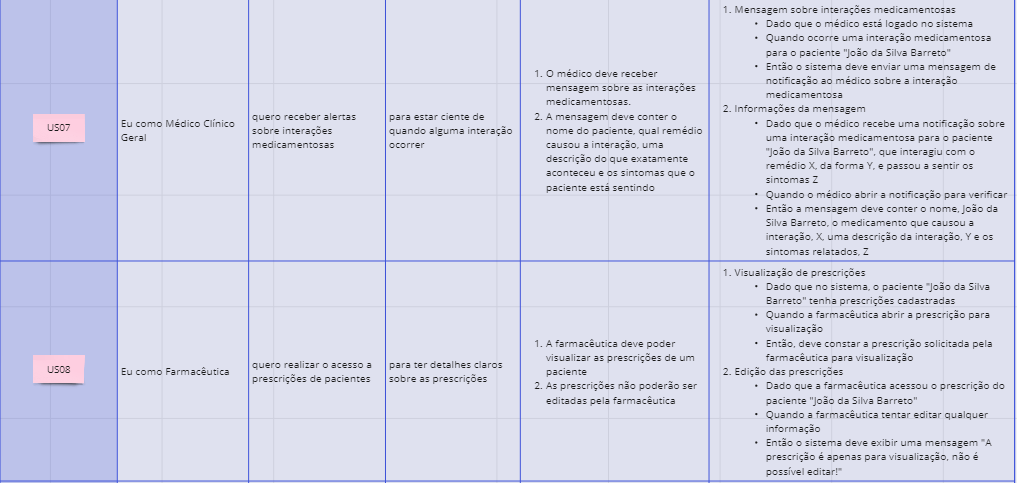 US07
Eu como Médico Clínico
Geral
quero receber alertas
sobre interações
medicamentosas
para estar ciente de
quando alguma interação
ocorrer
1. O médico deve receber
mensagem sobre as interações
medicamentosas.
2. A mensagem deve conter o
nome do paciente, qual remédio
causou a interação, uma
descrição do que exatamente
aconteceu e os sintomas que o
paciente está sentindo
1. Mensagem sobre interações medicamentosas
• Dado que o médico está logado no sistema
• Quando ocorre uma interação medicamentosa
para o paciente "João da Silva Barreto"
• Então o sistema deve enviar uma mensagem de
notificação ao médico sobre a interação
medicamentosa
2. Informações da mensagem
• Dado que o médico recebe uma notificação sobre
uma interação medicamentosa para o paciente
"João da Silva Barreto", que interagiu com o
remédio X, da forma Y, e passou a sentir os
sintomas Z
• Quando o médico abrir a notificação para verificar
• Então a mensagem deve conter o nome, João da
Silva Barreto, o medicamento que causou a
interação, X, uma descrição da interação, Y e os
sintomas relatados, Z
US08
Eu como Farmacêutica
quero realizar o acesso a
prescrições de pacientes
para ter detalhes claros
sobre as prescrições
1. A farmacêutica deve poder
visualizar as prescrições de um
paciente
2. As prescrições não poderão ser
editadas pela farmacêutica
1. Visualização de prescrições
• Dado que no sistema, o paciente "João da Silva
Barreto" tenha prescrições cadastradas
• Quando a farmacêutica abrir a prescrição para
visualização
• Então, deve constar a prescrição solicitada pela
farmacêutica para visualização
2. Edição das prescrições
• Dado que a farmacêutica acessou o prescrição do
paciente "João da Silva Barreto"
• Quando a farmacêutica tentar editar qualquer
informação
• Então o sistema deve exibir uma mensagem "A
prescrição é apenas para visualização, não é
possível editar!"